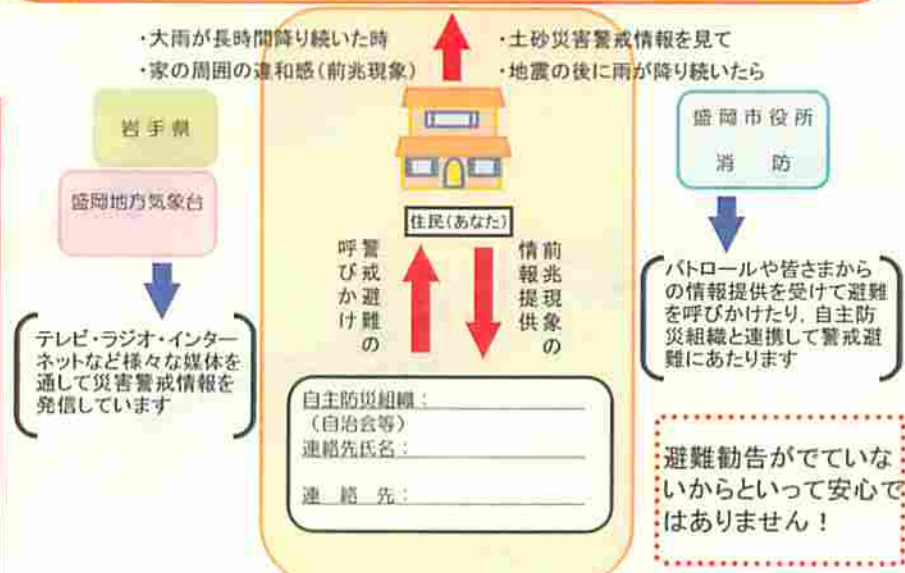 ・大雨が長時間降り続いた時
・家の周囲の違和感(前兆現象)
・土砂災害警戒情報を見て
・地震の後に雨が降り続いたら
岩手県
盛岡地方気象台
テレビ・ラジオ・インター
ネットなど様々な媒体を
通して災害警戒情報を
発信しています
住民(あなた)
警戒避難の
呼びかけ
前兆現象の
情報提供
自主防災組織：
(自治会等)
連絡先氏名：
連絡先：
盛岡市役所
消防
パトロールや皆さまから
の情報提供を受けて避難
を呼びかけたり，自主防
災組織と連携して警戒避
難にあたります
避難勧告がでていな
いからといって安心で
はありません！